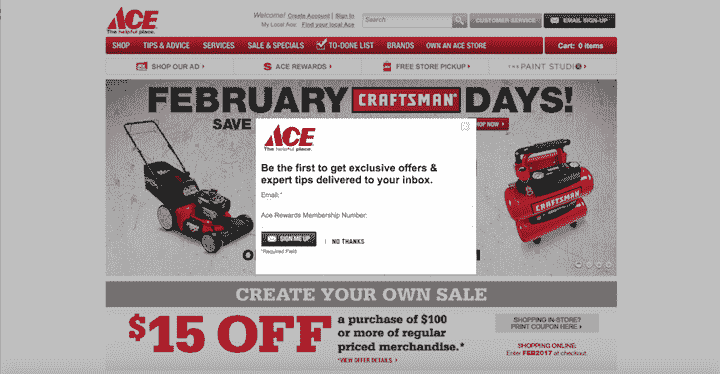 ACE
The helpful place.
Welcome! Create Account | Sign In
My Local Ace: Find your local Ace
Search
CUSTOMER SERVICE
EMAIL SIGN-UP
SHOP TIPS & ADVICE SERVICES SALE & SPECIALS TO-DONE LIST BRANDS OWN AN ACE STORE Cart: 0 items
SHOP OUR AD ACE REWARDS FREE STORE PICKUP THE PAINT STUDIO
FEBRUARY CRAFTSMAN DAYS!
SAVE
NOW
ACE
The helpful place.
Be the first to get exclusive offers &
expert tips delivered to your inbox.
Email:*
Ace Rewards Membership Number:
SIGN ME UP | NO THANKS
*Required Field
CRAFTSMAN
CREATE YOUR OWN SALE
$15 OFF
a purchase of $100
or more of regular
priced merchandise.*
*VIEW OFFER DETAILS
SHOPPING IN-STORE?
PRINT COUPON HERE
SHOPPING ONLINE:
Enter FEB2017 at checkout.